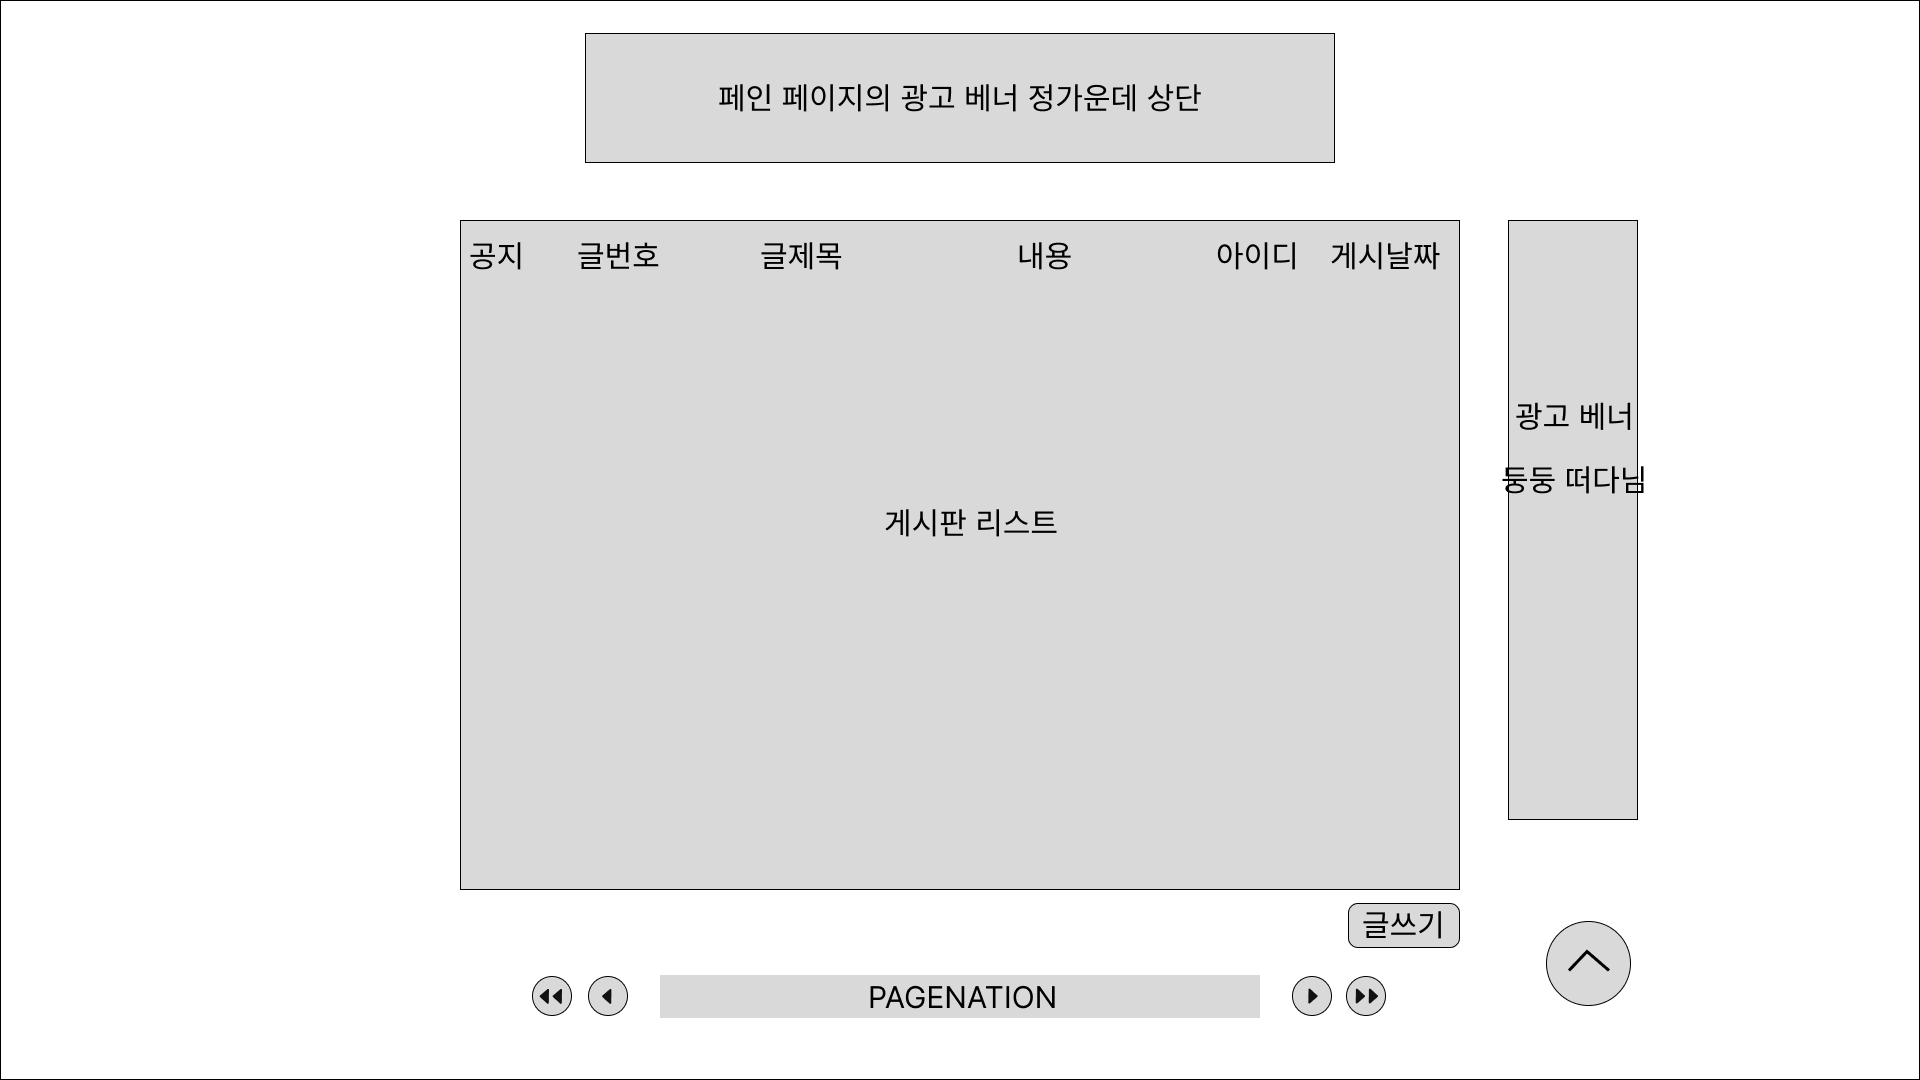 페인 페이지의 광고 베너 정가운데 상단
공지 글번호 글제목 내용 아이디 게시날짜
게시판 리스트
광고 베너
둥둥 떠다님
글쓰기
PAGENATION